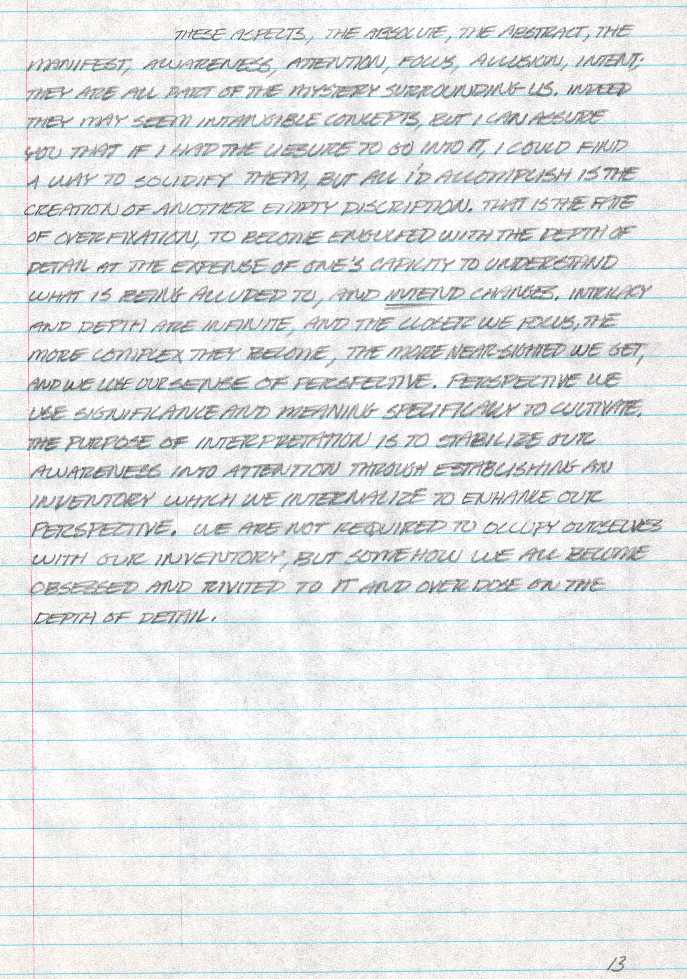 THESE ASPECTS, THE ABSOLUTE, THE ABSTRACT, THE
MANIFEST, AWARENESS, ATTENTION, FOCUS, ALLUSION, INTENT;
THEY ARE ALL PART OF THE MYSTERY SURROUNDING US. INDEED
THEY MAY SEEM INTANGIBLE CONCEPTS, BUT I CAN ASSURE
YOU THAT IF I HAD THE LIESURE TO GO INTO IT, I COULD FIND
A WAY TO SOLIDIFY THEM, BUT ALL I'D ACCOMPLISH IS THE
CREATION OF ANOTHER EMPTY DISCRIPTION. THAT IS THE FATE
OF OVER FIXATION, TO BECOME ENGULFED WITH THE DEPTH OF
DETAIL AT THE EXPENSE OF ONE'S CAPICITY TO UNDERSTAND
WHAT IS BEING ALLUDED TO, AND INTEND CHANGES. INTRICACY
AND DEPTH ARE INFINITE, AND THE CLOSER WE FOCUS, THE
MORE COMPLEX THEY BECOME, THE MORE NEAR-SIGHTED WE GET,
AND WE LOSE OUR SENSE OF PERSPECTIVE. PERSPECTIVE WE
USE SIGNIFICANCE AND MEANING SPECIFICALLY TO CULTIVATE.
THE PURPOSE OF INTERPRETATION IS TO STABILIZE OUR
AWARENESS INTO ATTENTION THROUGH ESTABLISHING AN
INVENTORY WHICH WE INTERNALIZE TO ENHANCE OUR
PERSPECTIVE. WE ARE NOT REQUIRED TO OCCUPY OURSELVES
WITH OUR INVENTORY, BUT SOMEHOW WE ALL BECOME
OBSESSED AND RIVITED TO IT AND OVER DOSE ON THE
DEPTH OF DETAIL.
13